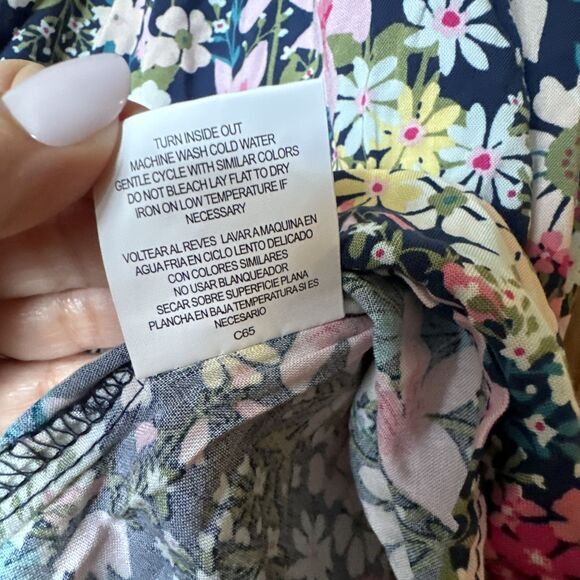 TURN INSIDE OUT
MACHINE WASH COLD WATER
GENTLE CYCLE WITH SIMILAR COLORS
DO NOT BLEACH LAY FLAT TO DRY
IRON ON LOW TEMPERATURE IF
NECESSARY
VOLTEAR AL REVES LAVAR A MAQUINA EN
AGUA FRIA EN CICLO LENTO DELICADO
CON COLORES SIMILARES
NO USAR BLANQUEADOR
SECAR SOBRE SUPERFICIE PLANA
PLANCHA EN BAJA TEMPERATURA SI ES
NECESARIO
C65